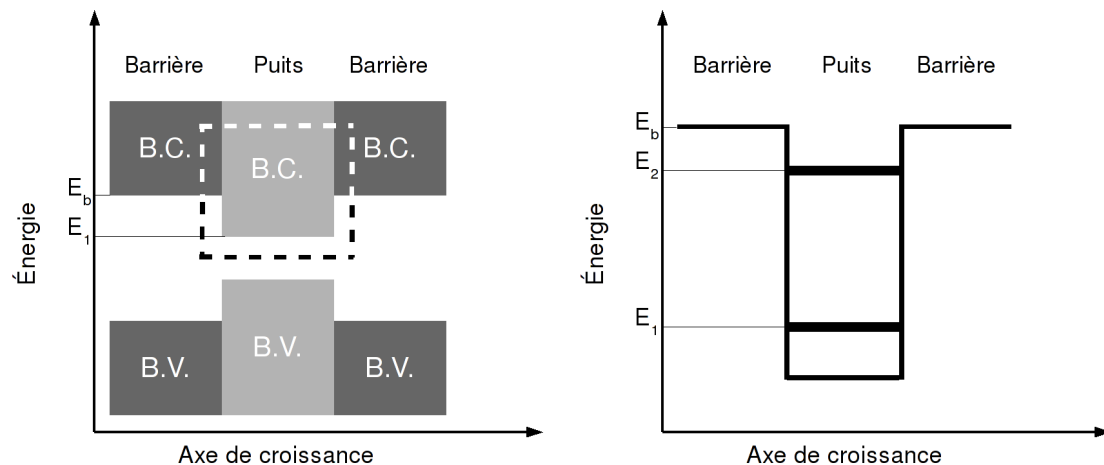 Barrière Puits Barrière
B.C. B.C. B.C.
E_b
E_1
Énergie
B.V. B.V. B.V.
Axe de croissance
Barrière Puits Barrière
E_b
E_2
Énergie
E_1
Axe de croissance